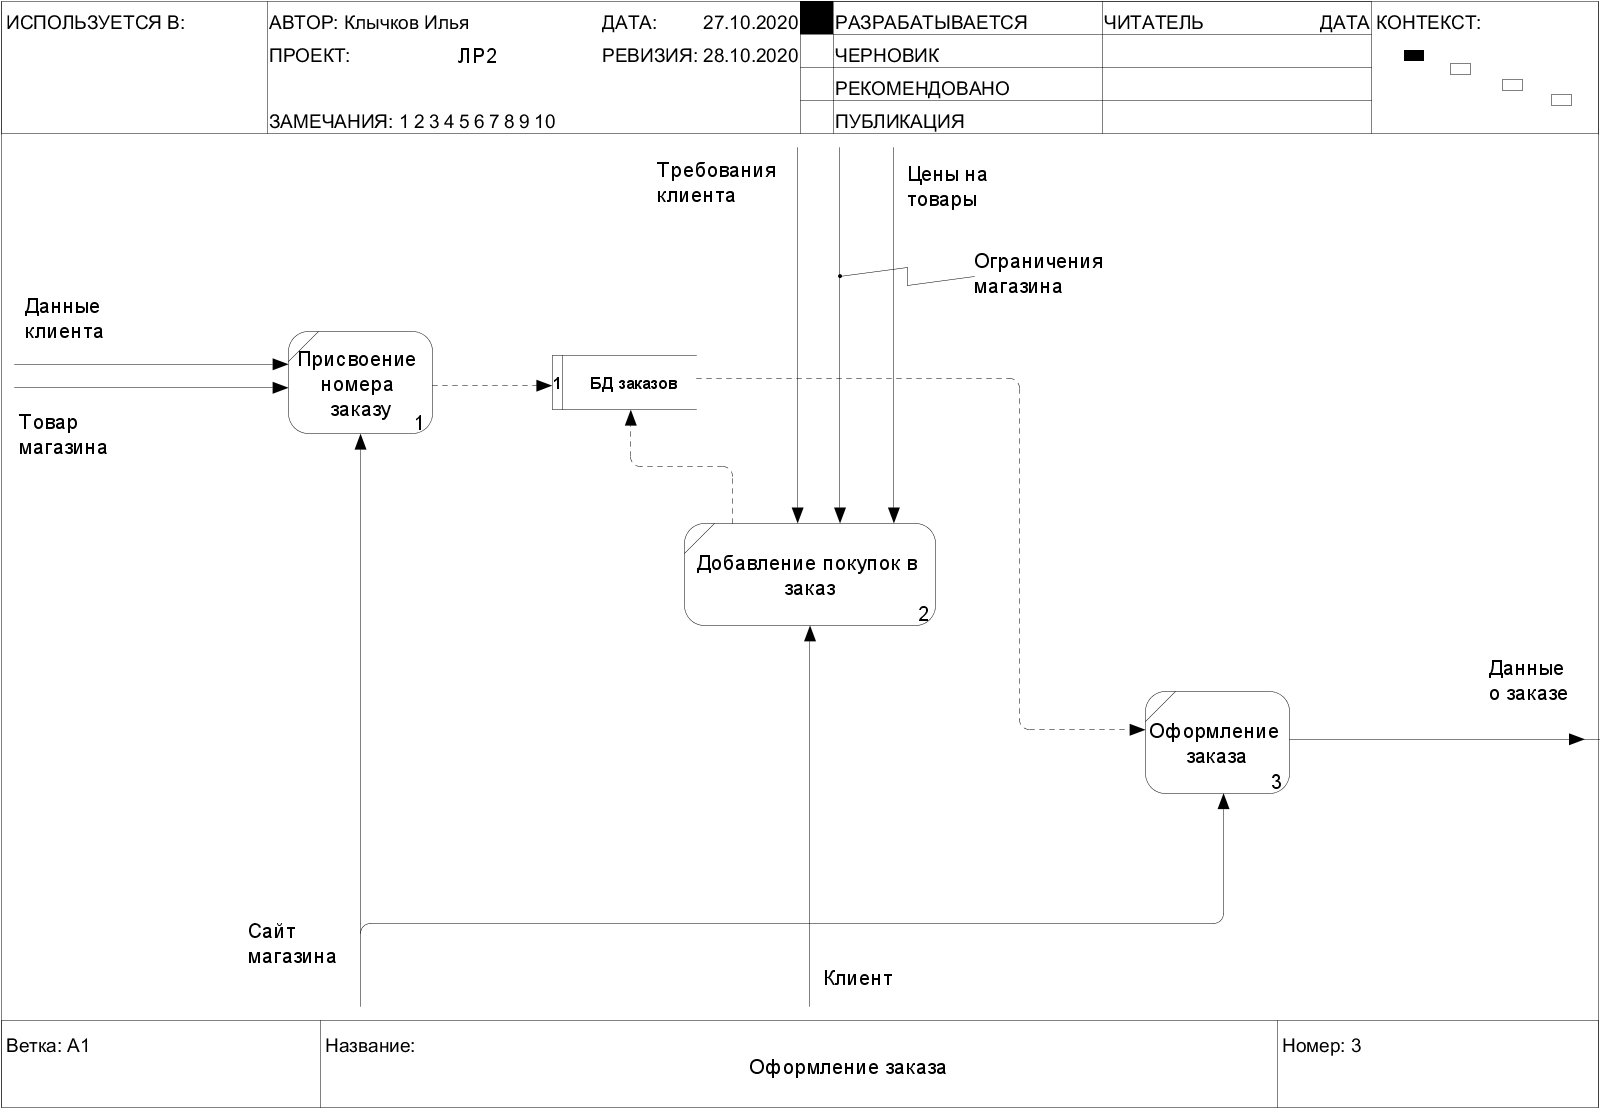 ИСПОЛЬЗУЕТСЯ В:
АВТОР: Клычков Илья
ДАТА: 27.10.2020
ПРОЕКТ: ЛР2
РЕВИЗИЯ: 28.10.2020
ЗАМЕЧАНИЯ: 1 2 3 4 5 6 7 8 9 10
РАЗРАБАТЫВАЕТСЯ
ЧЕРНОВИК
РЕКОМЕНДОВАНО
ПУБЛИКАЦИЯ
ЧИТАТЕЛЬ
ДАТА
КОНТЕКСТ:
Требования
клиента
Цены на
товары
Ограничения
магазина
Данные
клиента
Товар
магазина
Присвоение
номера
заказу
1
1
БД заказов
Добавление покупок в
заказ
2
Данные
о заказе
Оформление
заказа
3
Сайт
магазина
Клиент
Ветка: A1
Название:
Оформление заказа
Номер: 3